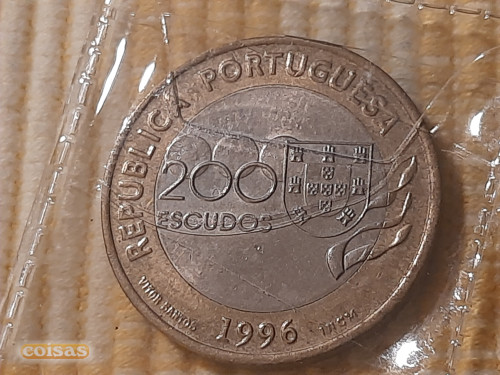 REPUBLICA PORTUGUESA
200
ESCUDOS
VITOR SANTOS
1996
INCM
coisas